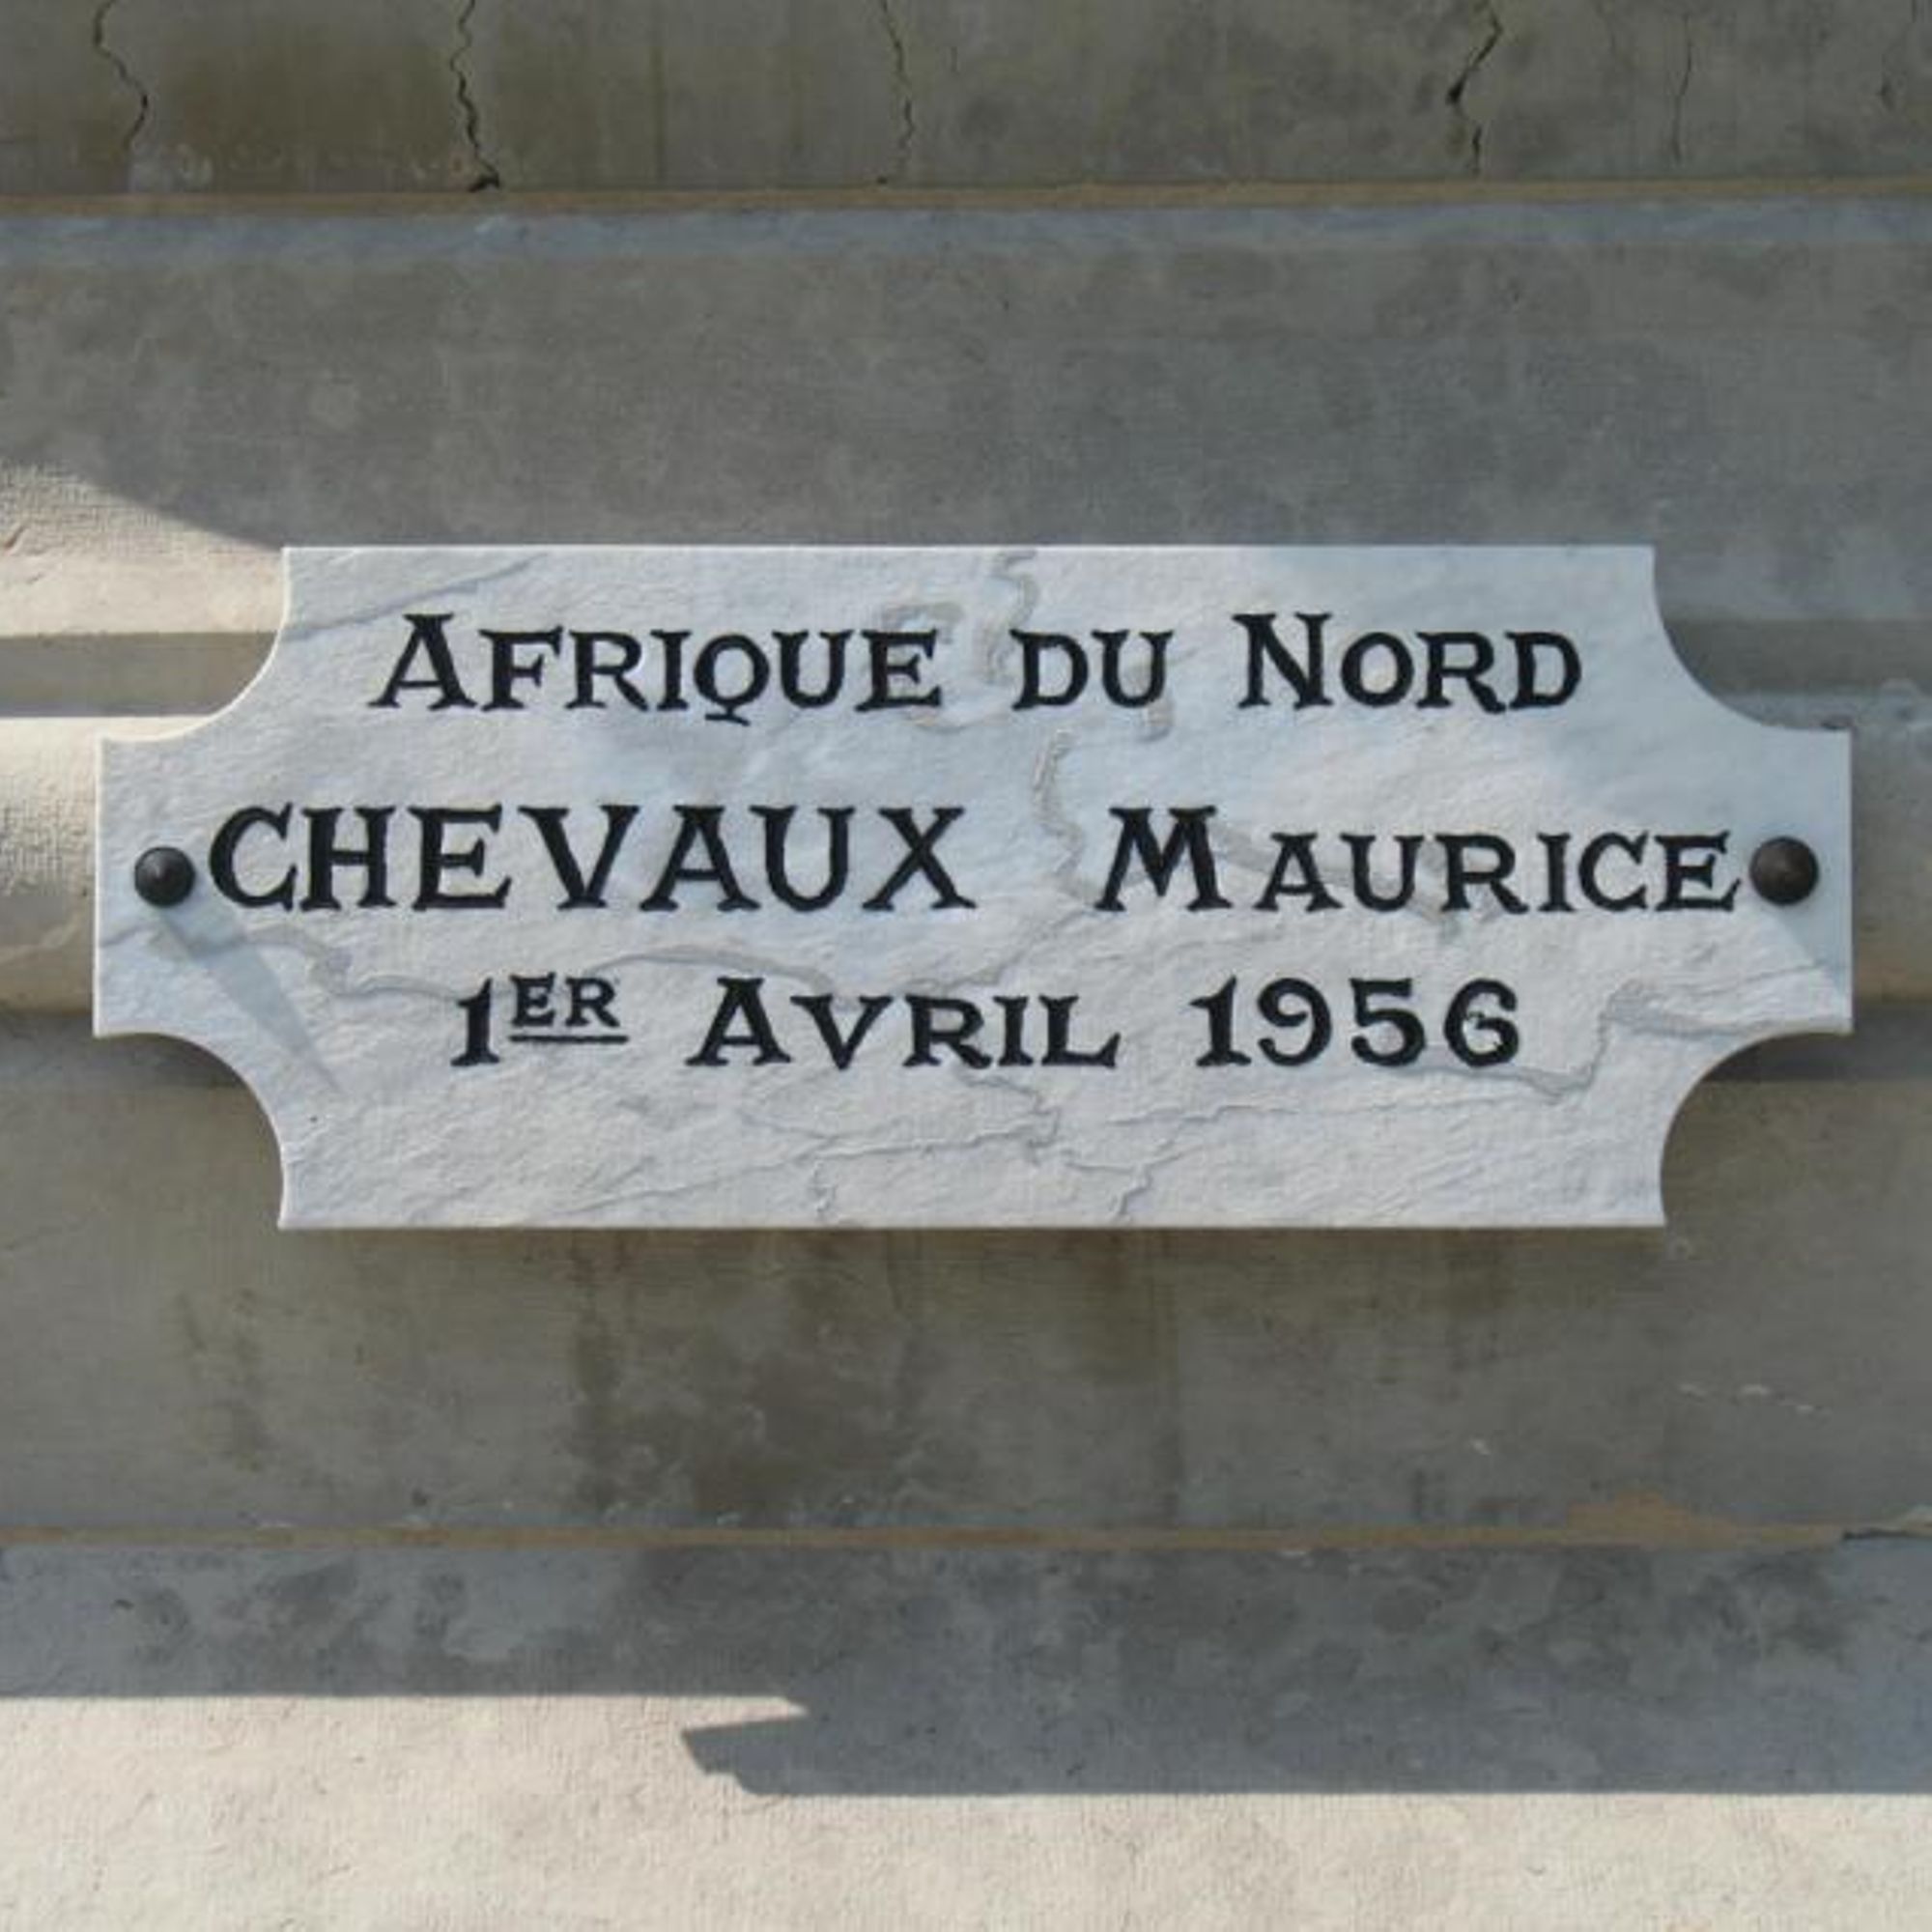 Afrique du Nord
CHEVAUX Maurice
1er Avril 1956